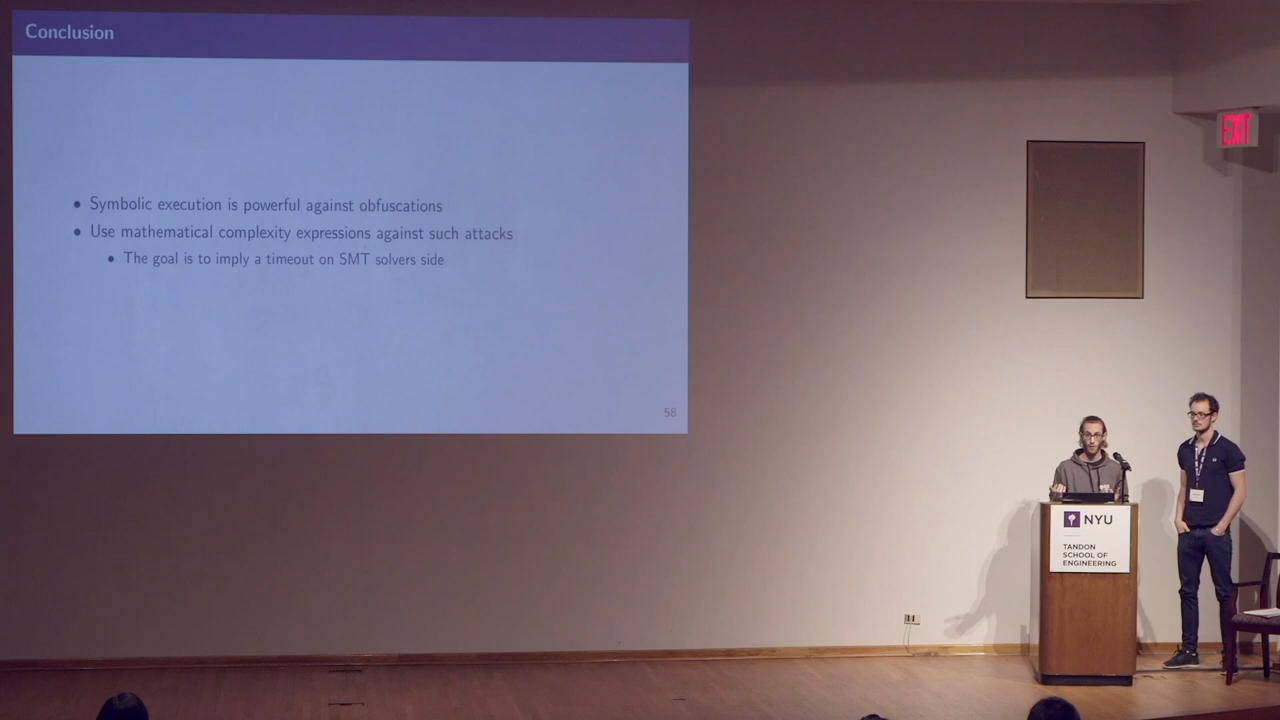 Conclusion
• Symbolic execution is powerful against obfuscations
• Use mathematical complexity expressions against such attacks
• The goal is to imply a timeout on SMT solvers side
58
EXIT
NYU
TANDON
SCHOOL OF
ENGINEERING